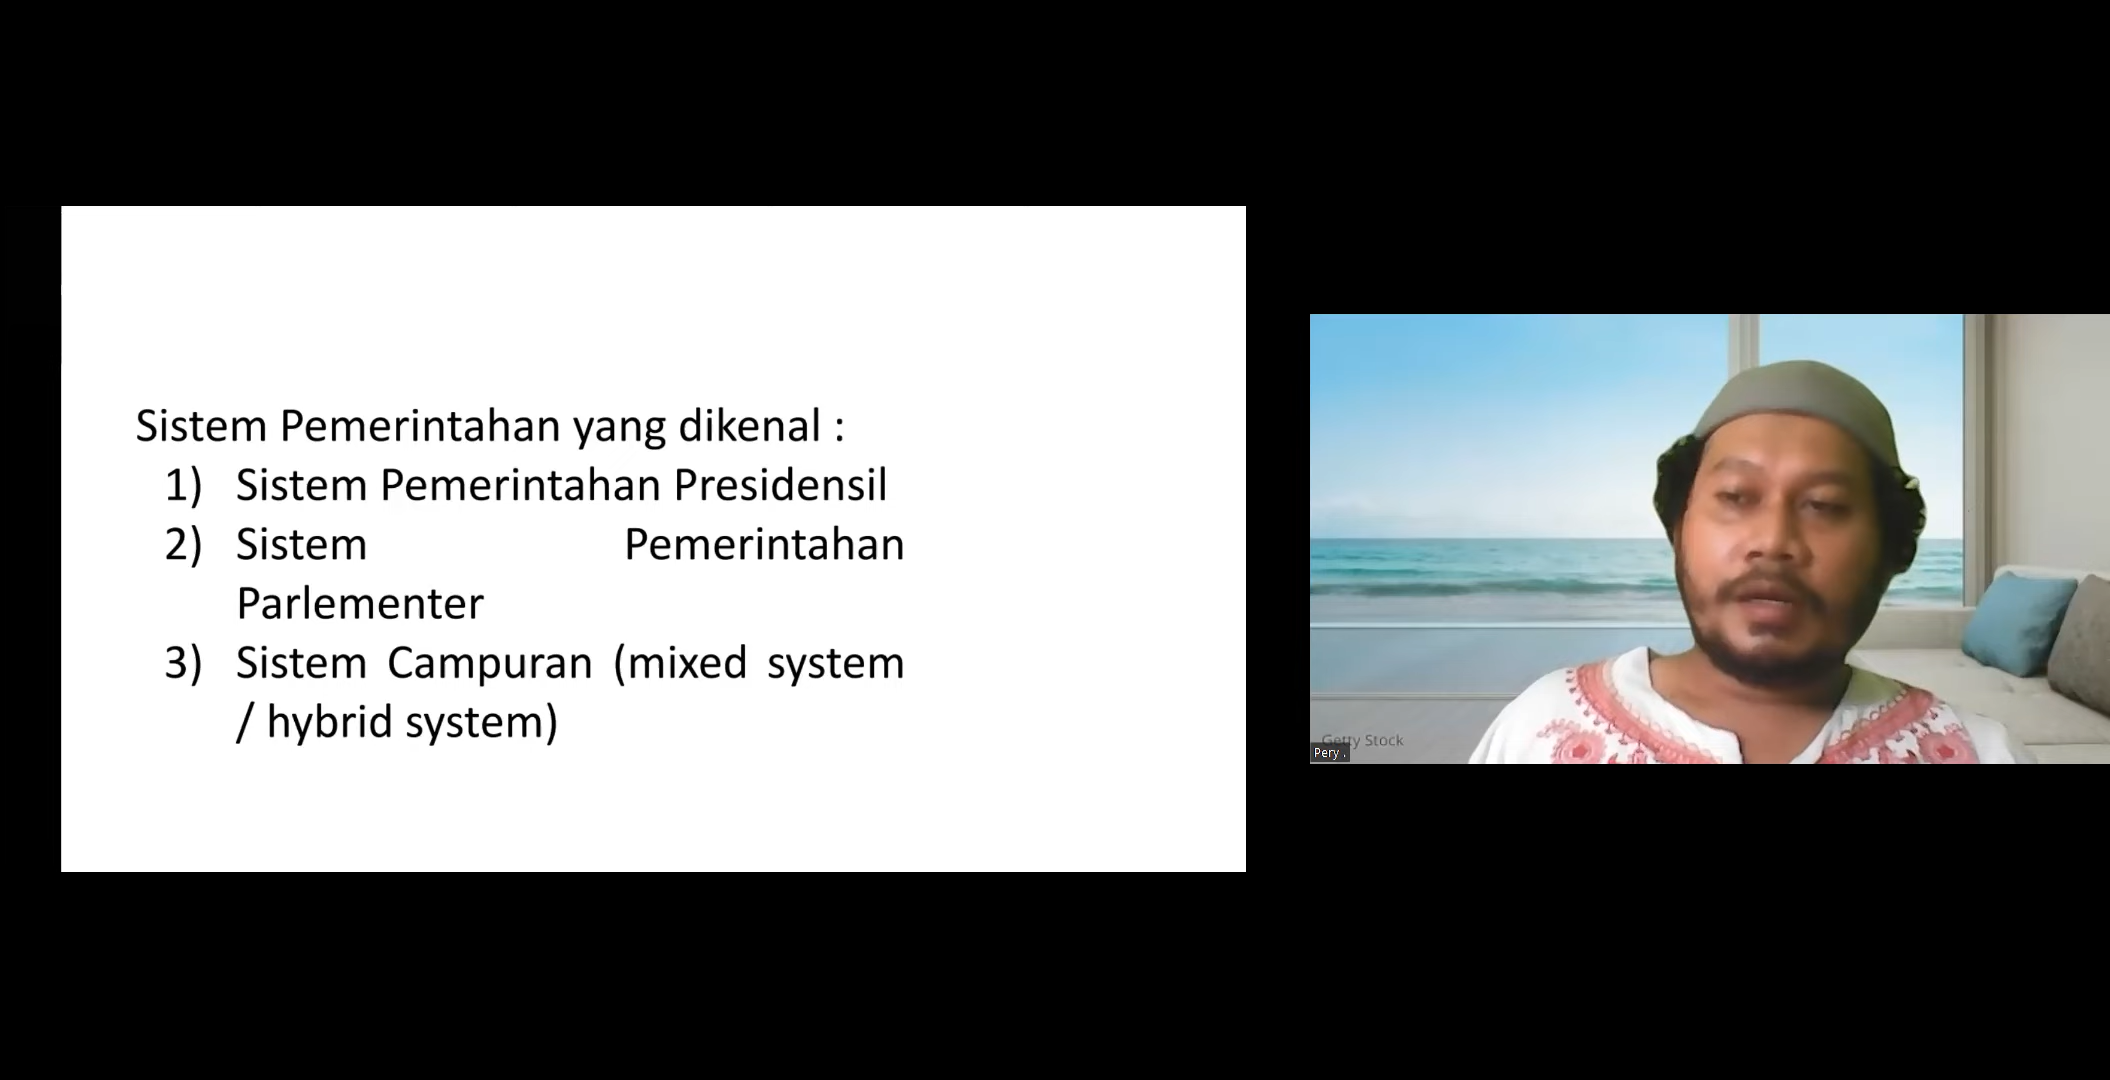 Sistem Pemerintahan yang dikenal :
1) Sistem Pemerintahan Presidensil
2) Sistem Pemerintahan
Parlementer
3) Sistem Campuran (mixed system
/ hybrid system)
Getty Stock
Pery .